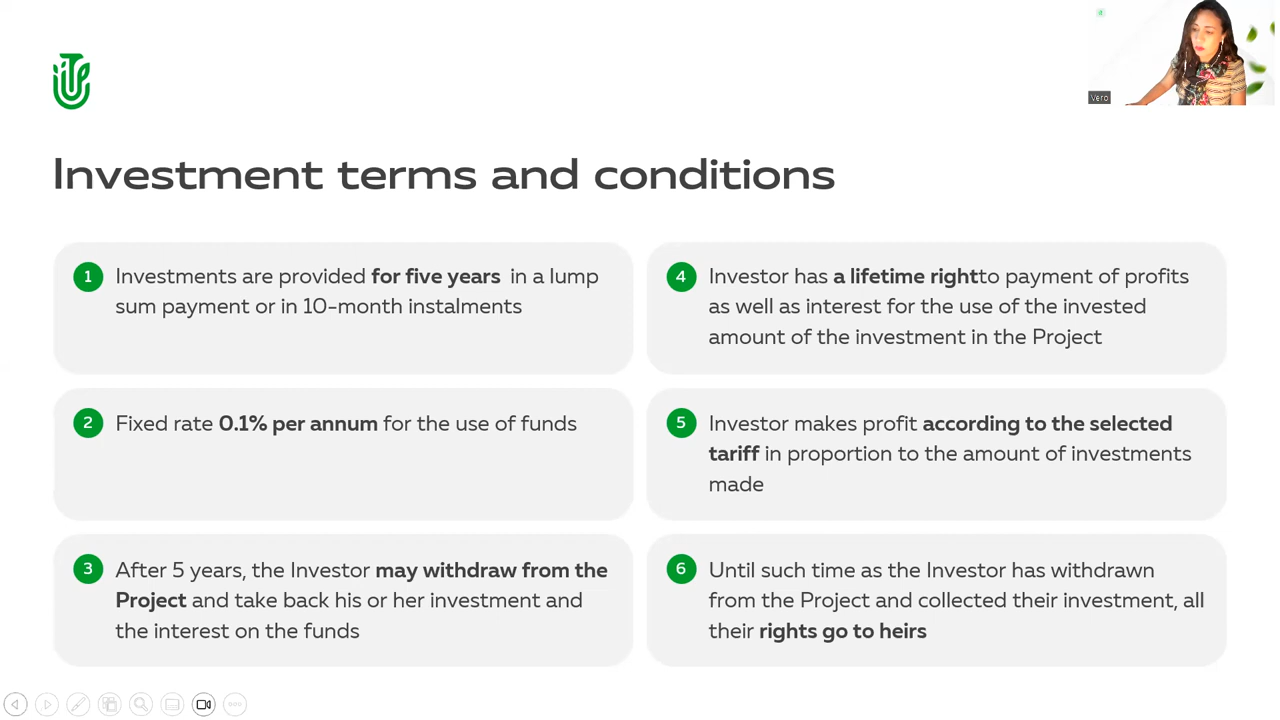 Vero
Investment terms and conditions
1
Investments are provided for five years in a lump
sum payment or in 10-month instalments
2
Fixed rate 0.1% per annum for the use of funds
3
After 5 years, the Investor may withdraw from the
Project and take back his or her investment and
the interest on the funds
4
Investor has a lifetime rightto payment of profits
as well as interest for the use of the invested
amount of the investment in the Project
5
Investor makes profit according to the selected
tariff in proportion to the amount of investments
made
6
Until such time as the Investor has withdrawn
from the Project and collected their investment, all
their rights go to heirs